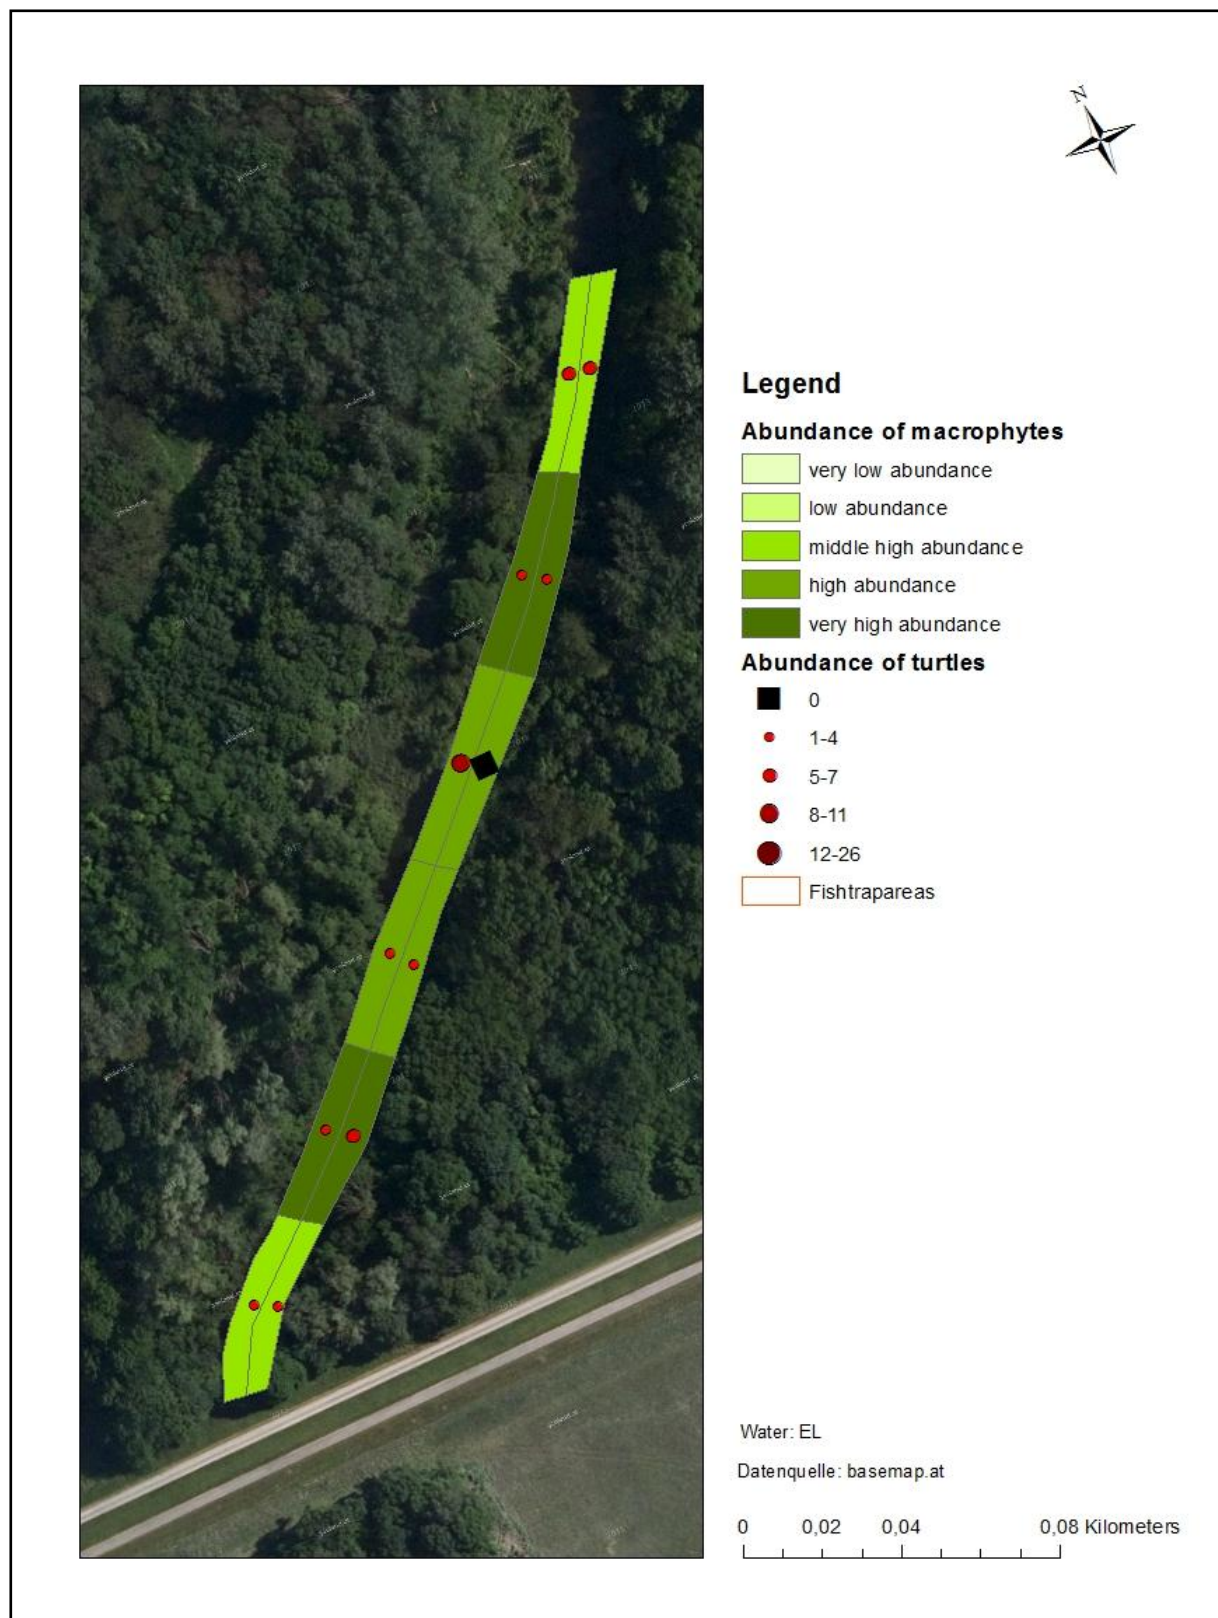 N
Legend
Abundance of macrophytes
very low abundance
low abundance
middle high abundance
high abundance
very high abundance
Abundance of turtles
0
1-4
5-7
8-11
12-26
Fishtrapareas
Water: EL
Datenquelle: basemap.at
0 0,02 0,04 0,08 Kilometers